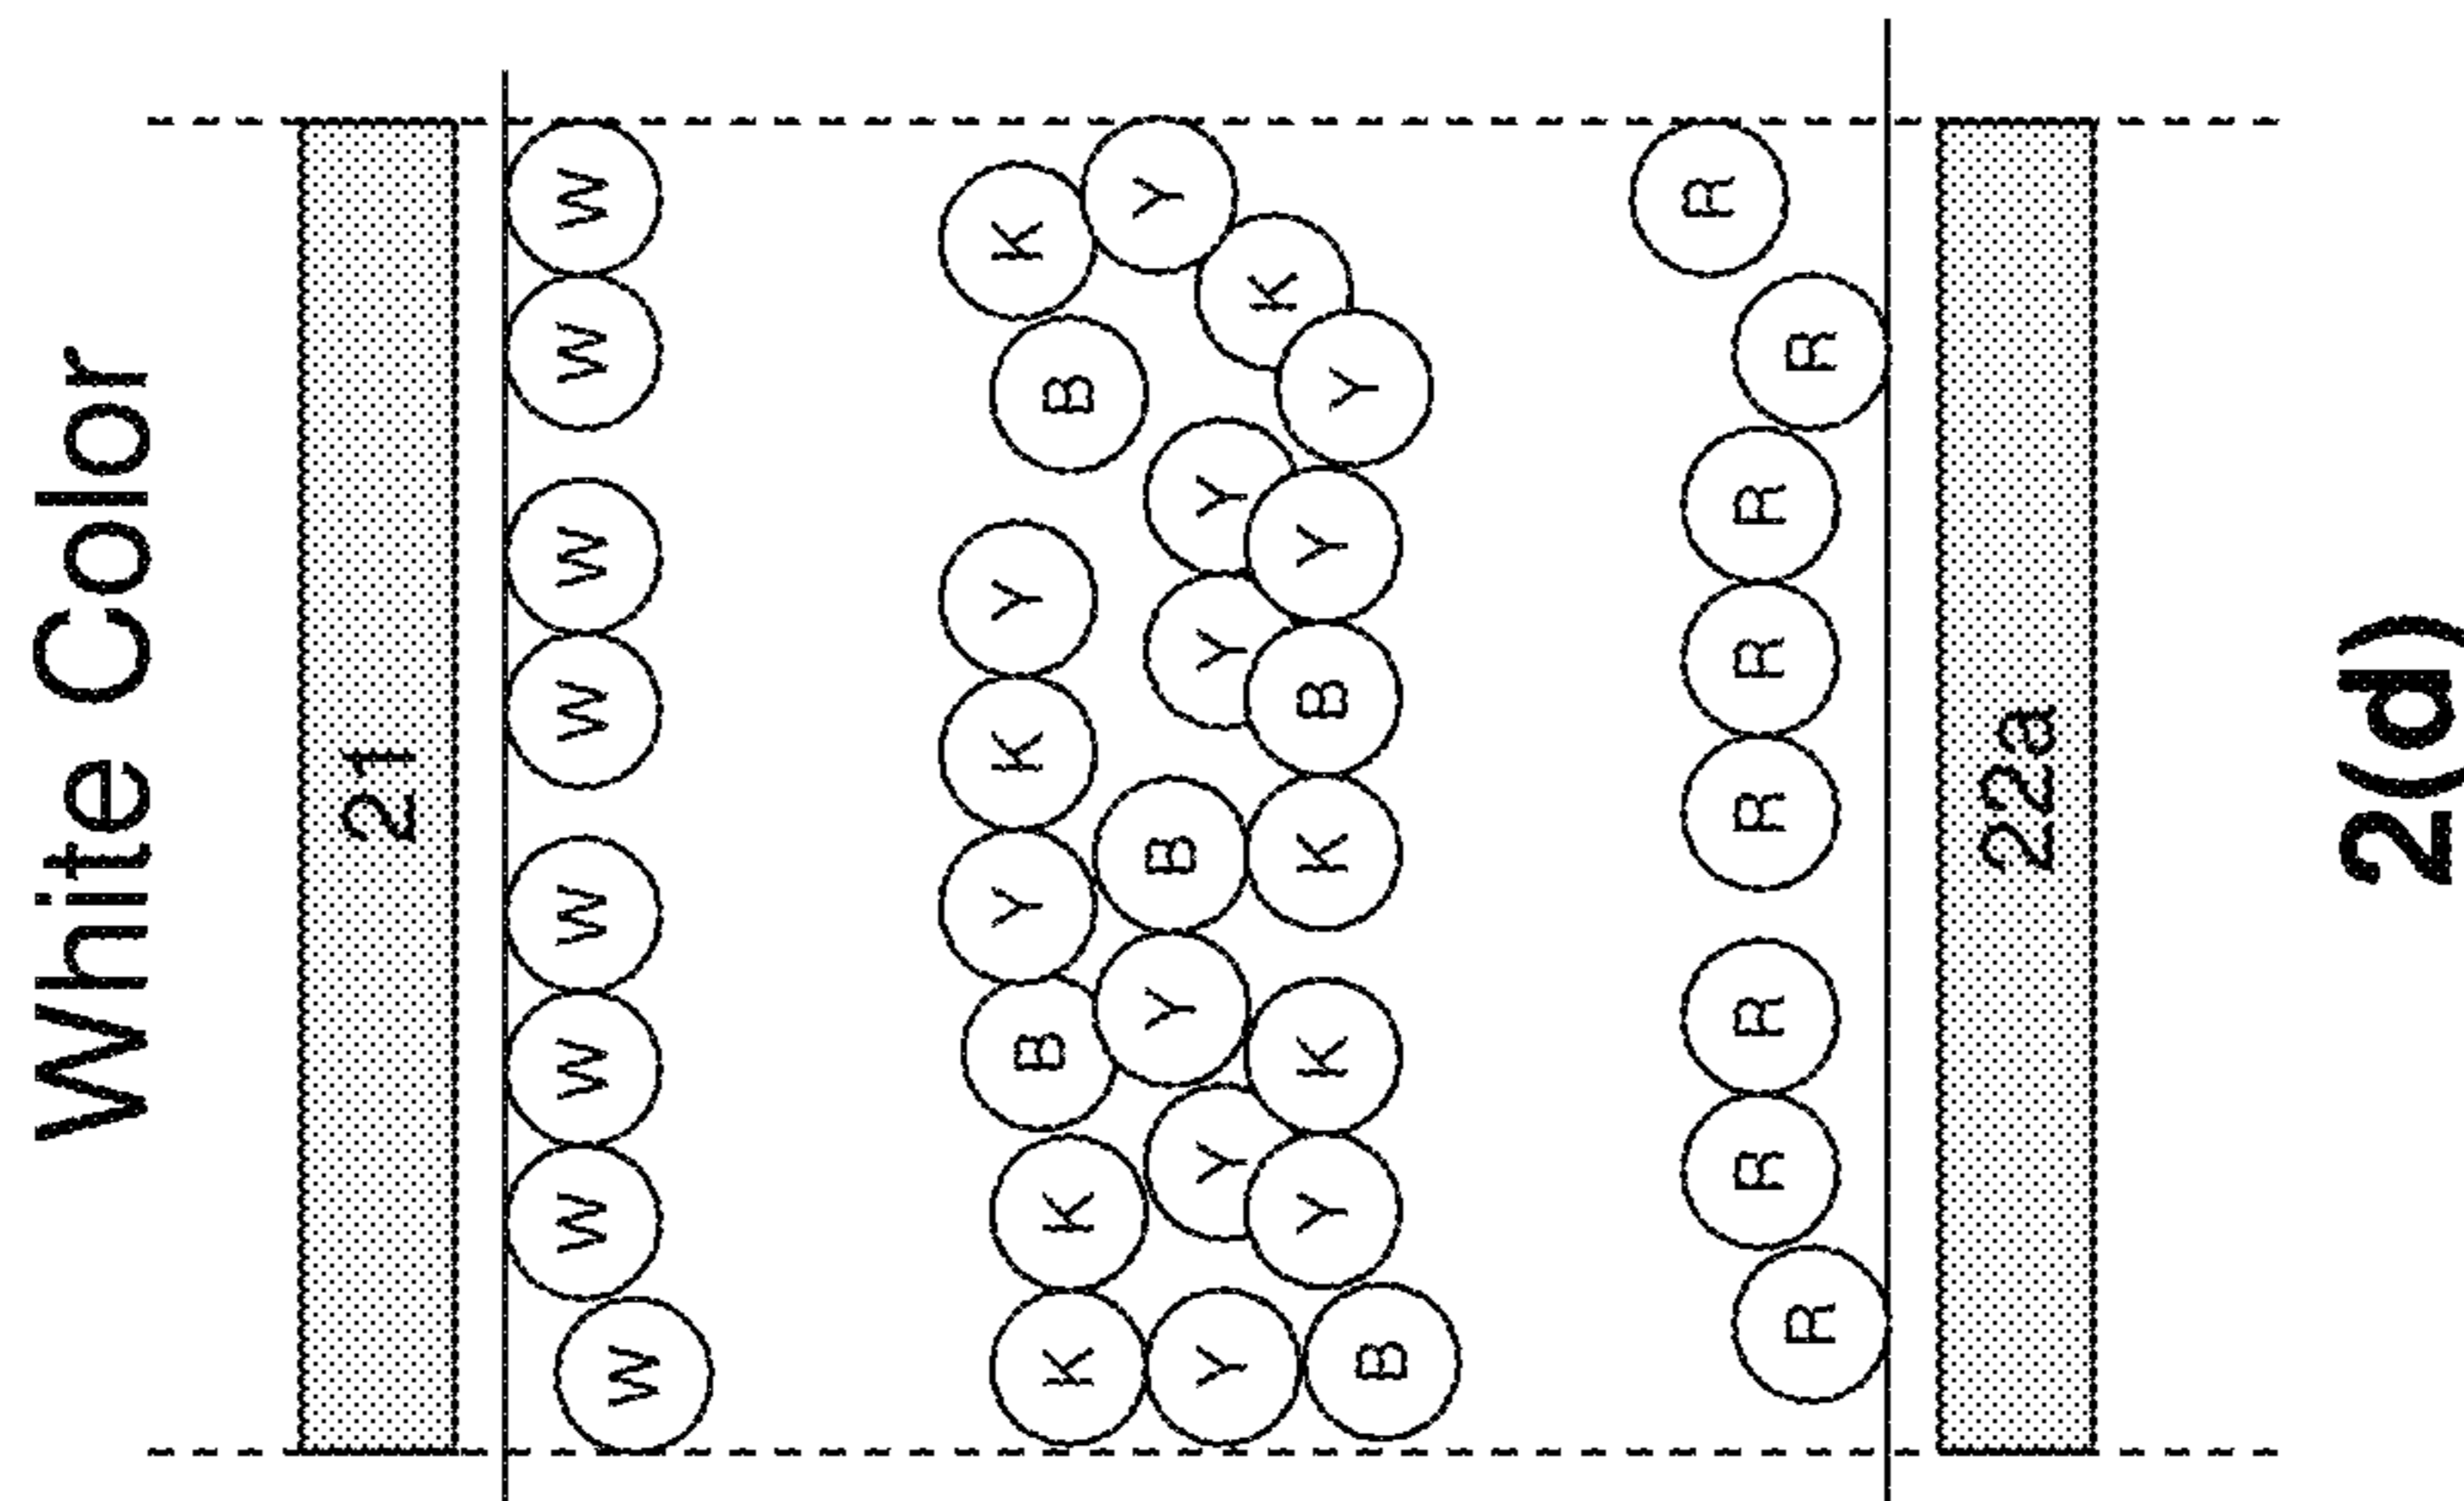 White Color
21
W W W W W W W W
K K B Y K Y B K
Y Y Y B Y Y Y
B Y K K B Y Y K
R R R R R R R R
22a
2(d)